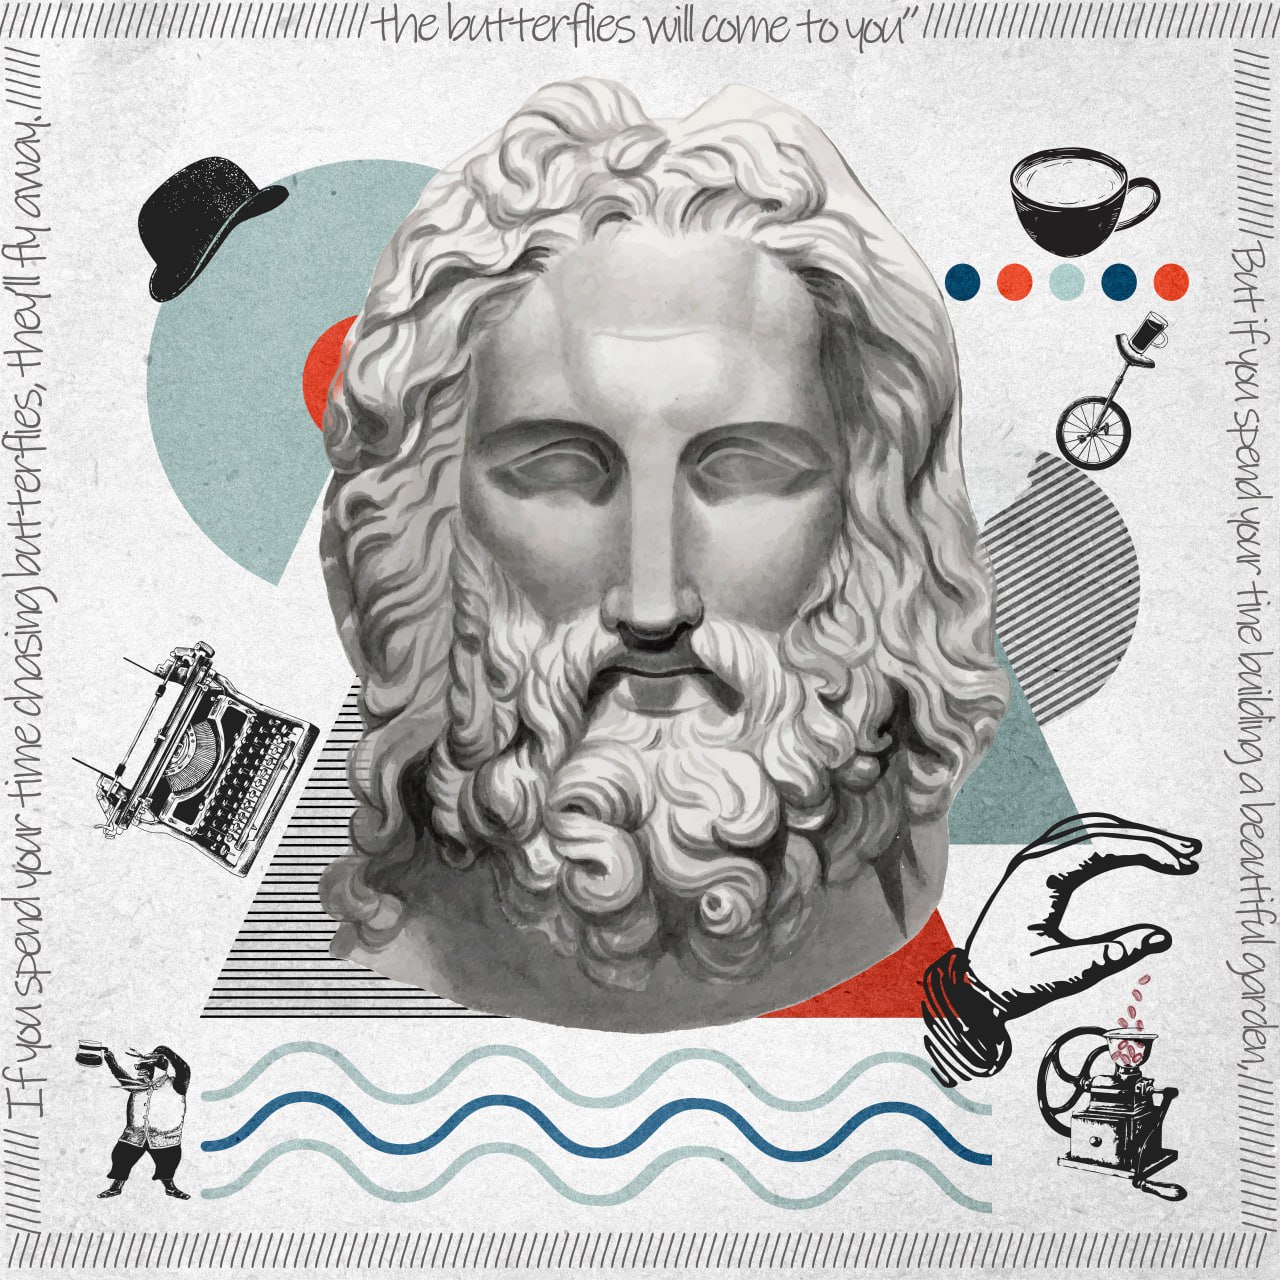 If you spend your time chasing butterflies, they'll fly away.
But if you spend your tine building a beautiful garden,
the butterflies will come to you”